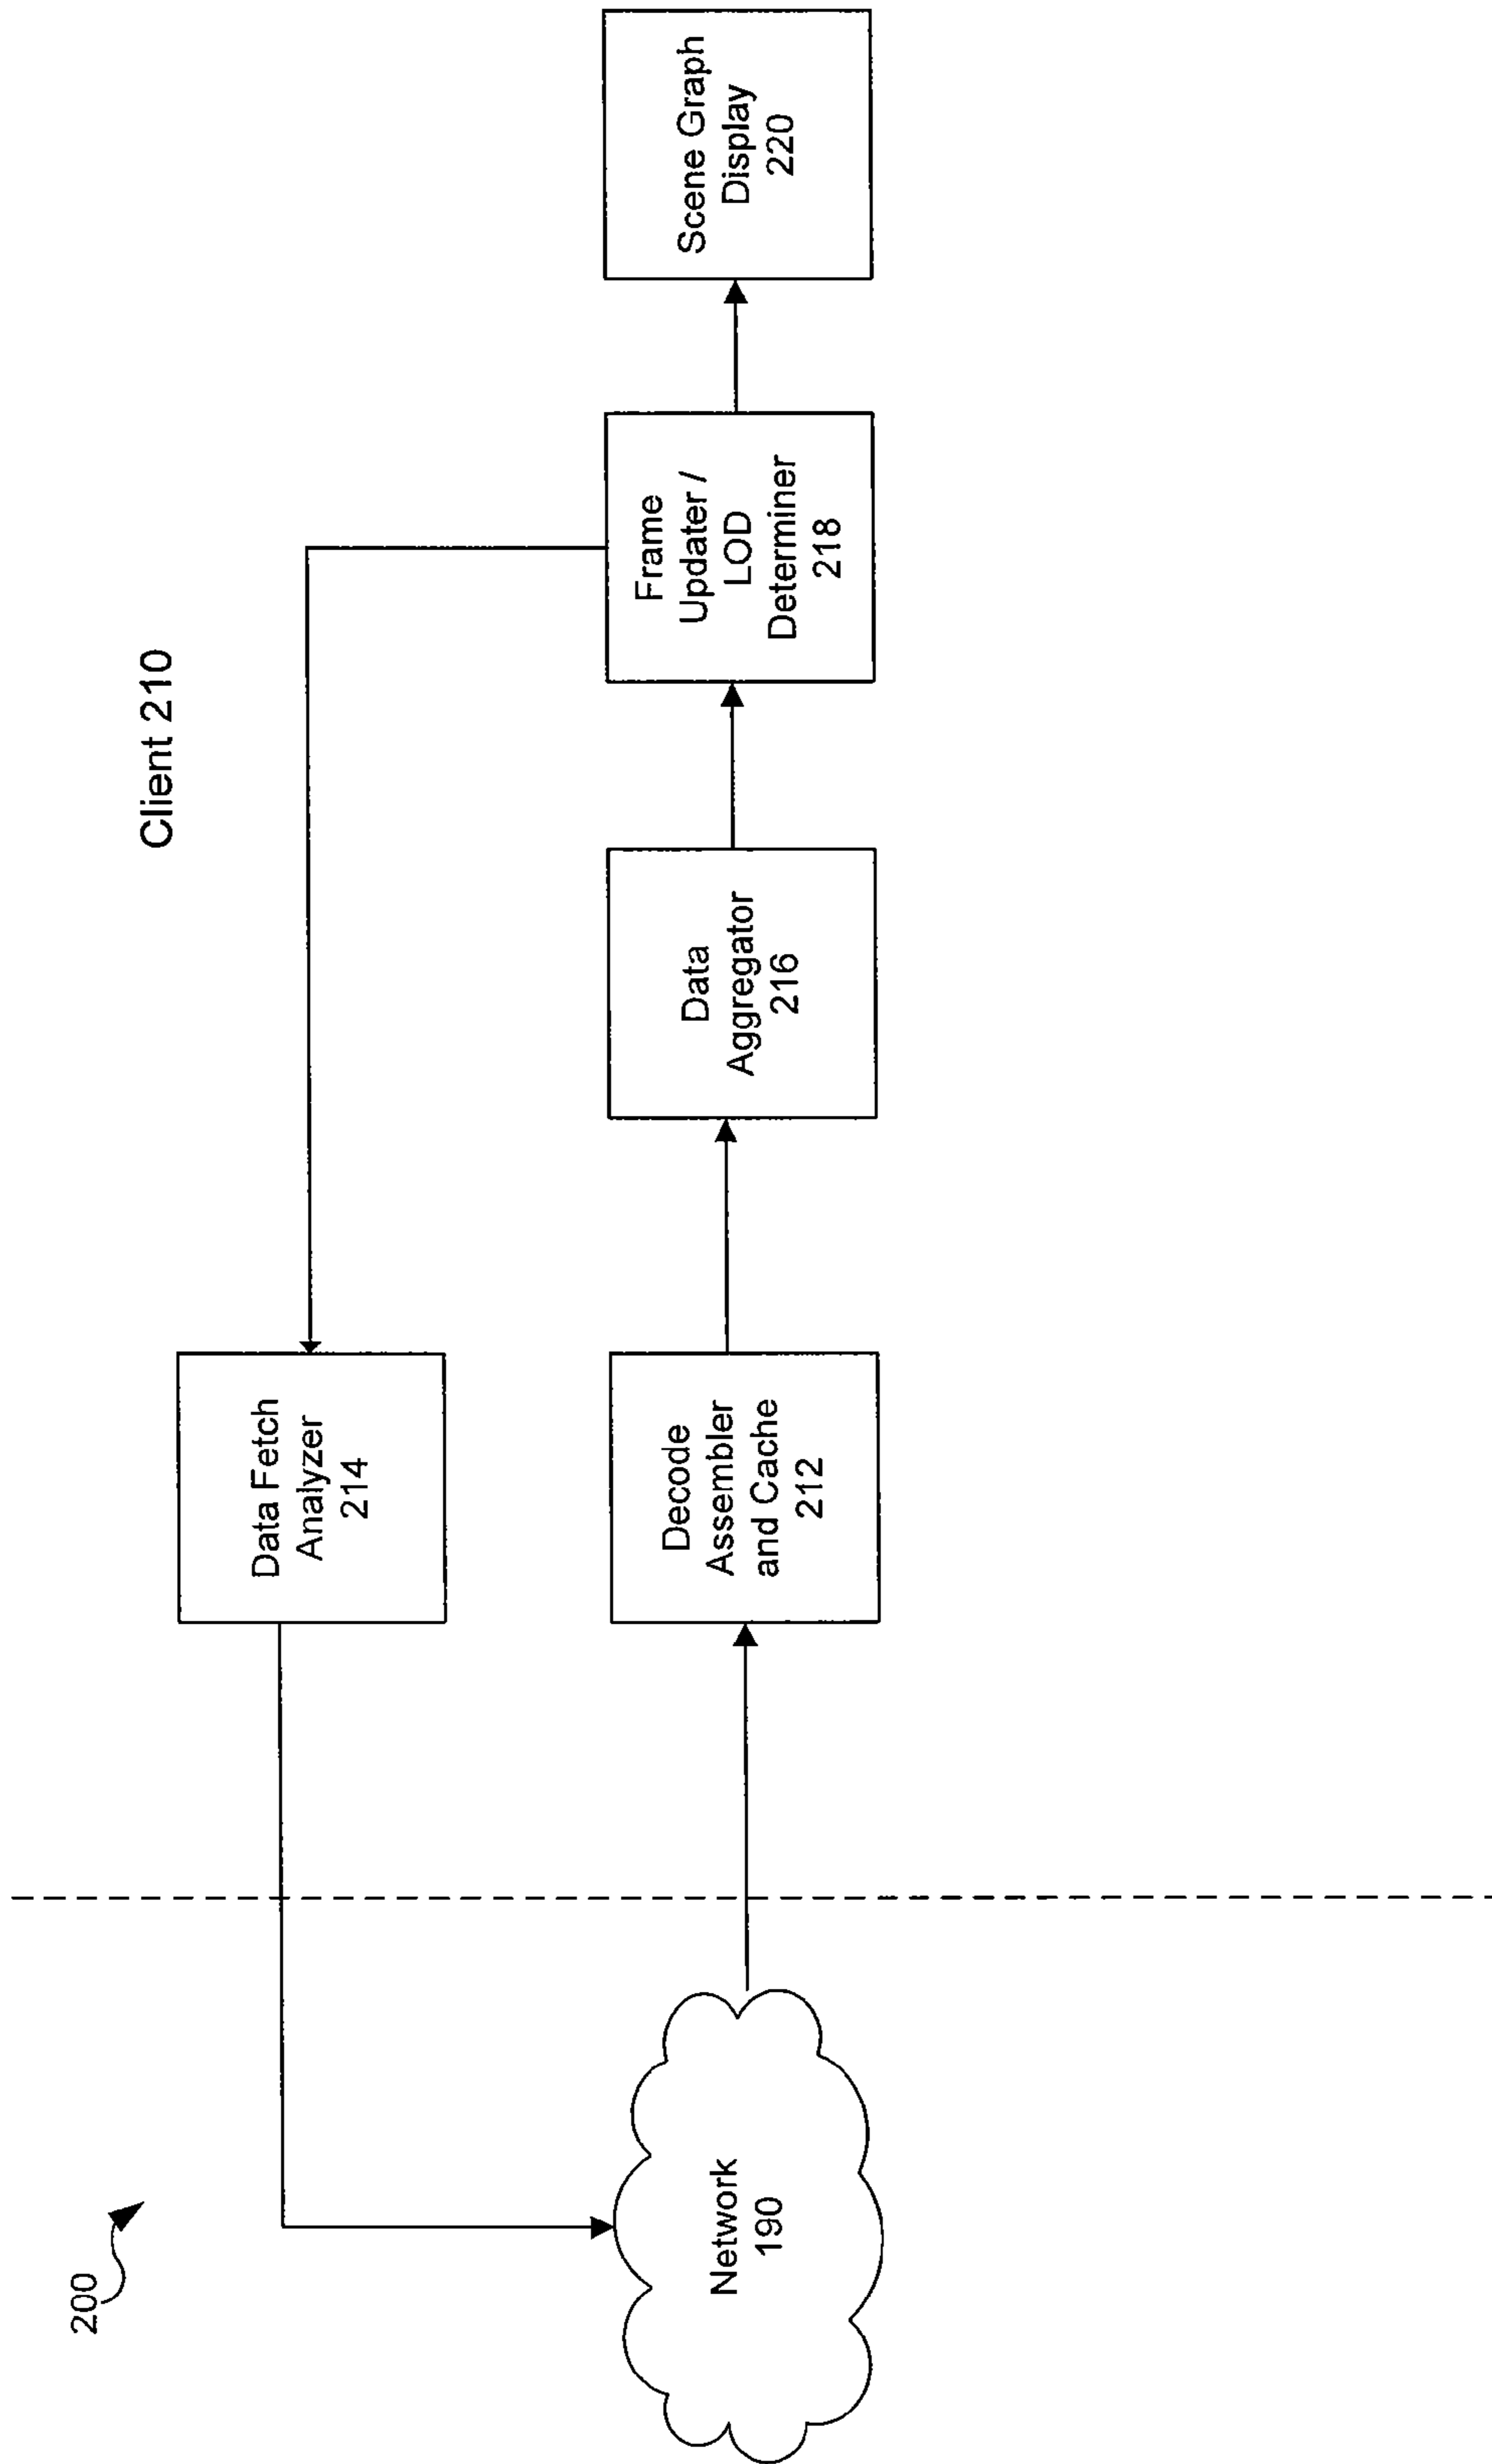 200
Client 210
Data Fetch
Analyzer
214
Network
190
Decode
Assembler
and Cache
212
Data
Aggregator
216
Frame
Updater /
LOD
Determiner
218
Scene Graph
Display
220